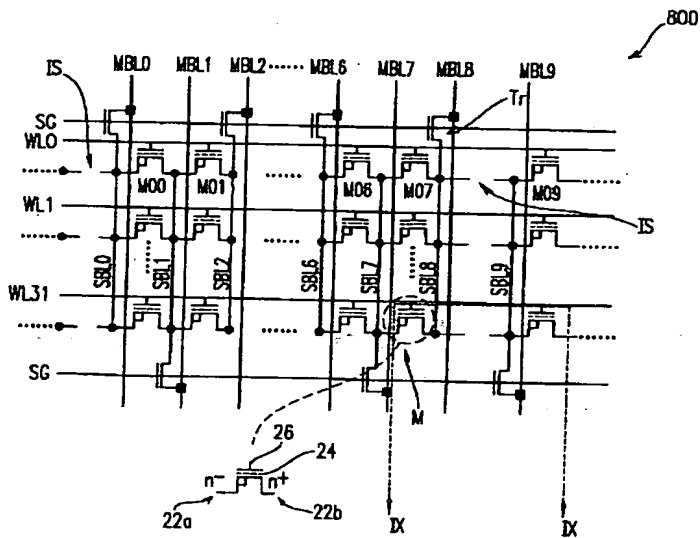 800
IS MBL0 MBL1 MBL2 ...... MBL6 MBL7 MBL8 MBL9
SG Tr
WL0
M00 M01 M06 M07 M09
IS
WL1
SBL0 SBL1 SBL2 SBL6 SBL7 SBL8 SBL9
WL31
SG
M
26
24
n- n+
22a 22b
IX IX